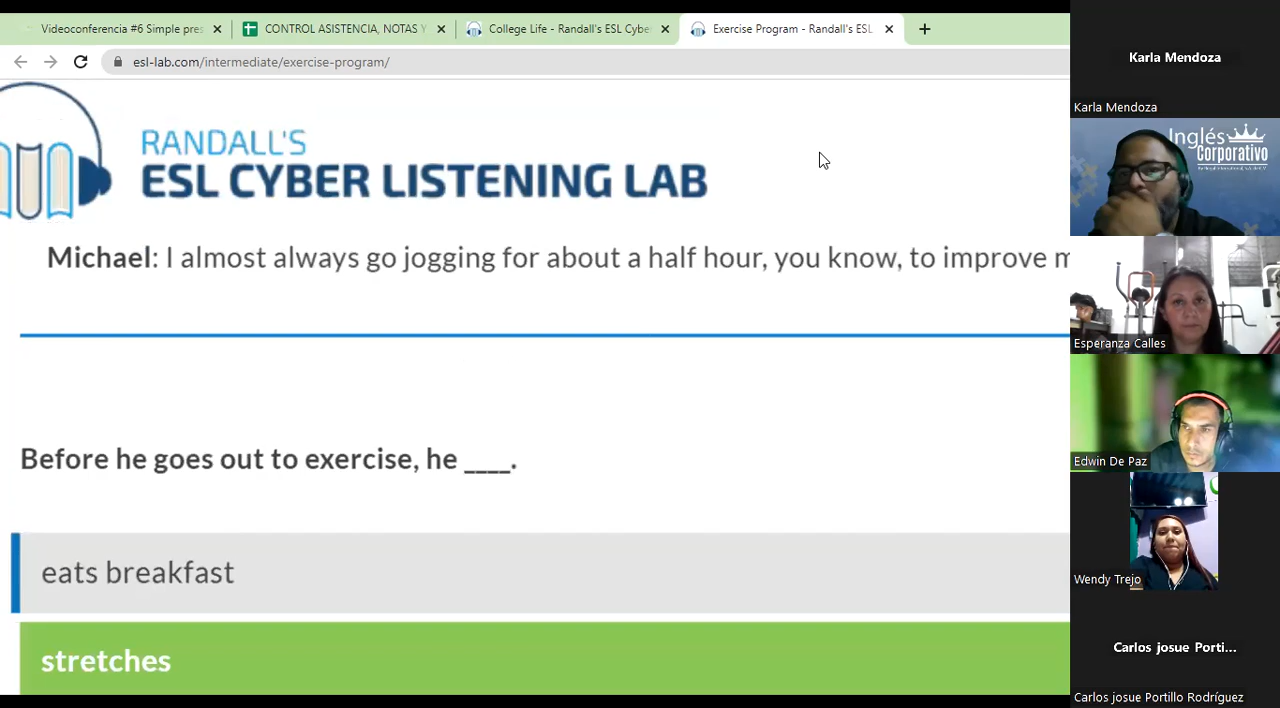 Videoconferencia #6 Simple pres
CONTROL ASISTENCIA, NOTAS Y
College Life - Randall's ESL Cyber
Exercise Program - Randall's ESL
esl-lab.com/intermediate/exercise-program/
RANDALL'S
ESL CYBER LISTENING LAB
Michael: I almost always go jogging for about a half hour, you know, to improve m
Before he goes out to exercise, he ____.
eats breakfast
stretches
Karla Mendoza
Karla Mendoza
Inglés
Corporativo
Esperanza Calles
Edwin De Paz
Wendy Trejo
Carlos josue Porti...
Carlos josue Portillo Rodríguez